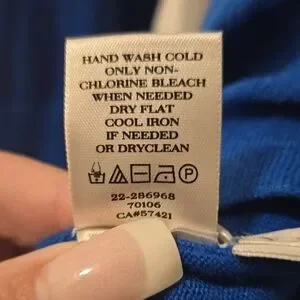 HAND WASH COLD
ONLY NON-
CHLORINE BLEACH
WHEN NEEDED
DRY FLAT
COOL IRON
IF NEEDED
OR DRYCLEAN
P
22-286968
70106
CA#57421